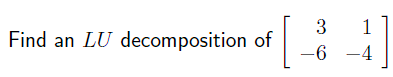 Find an LU decomposition of [ 3 1
-6 -4 ]